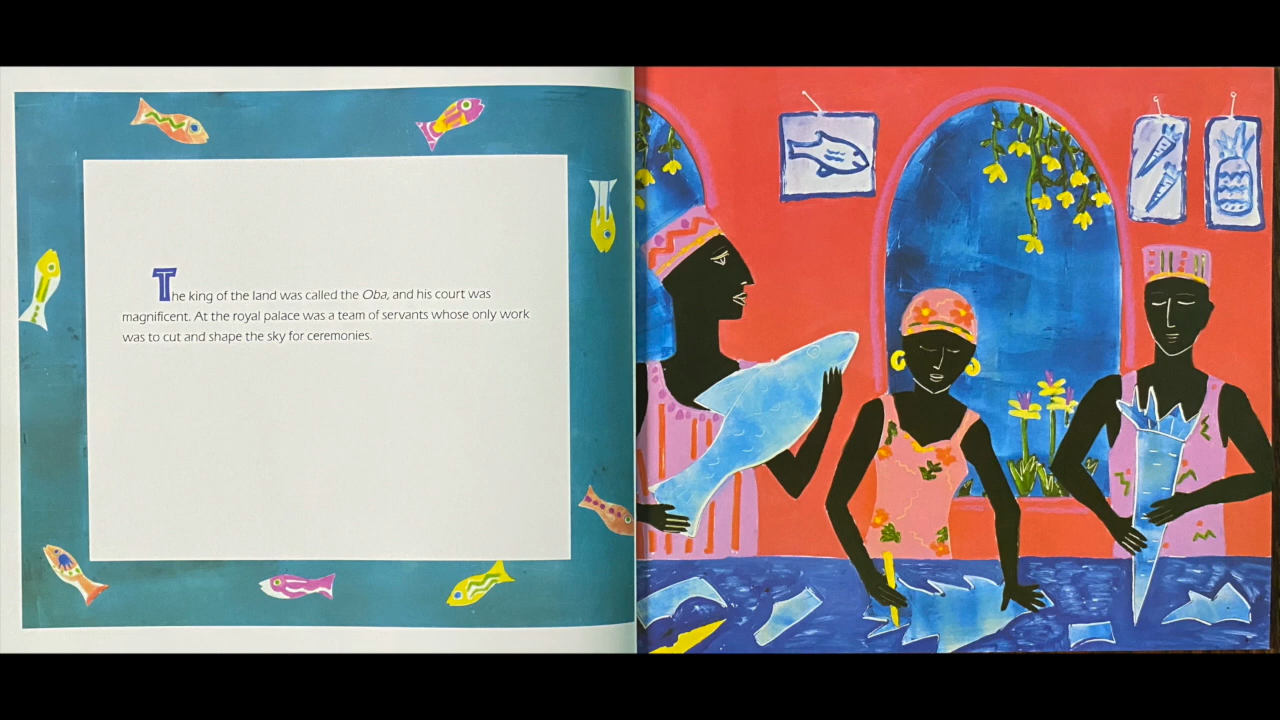 The king of the land was called the Oba, and his court was
magnificent. At the royal palace was a team of servants whose only work
was to cut and shape the sky for ceremonies.